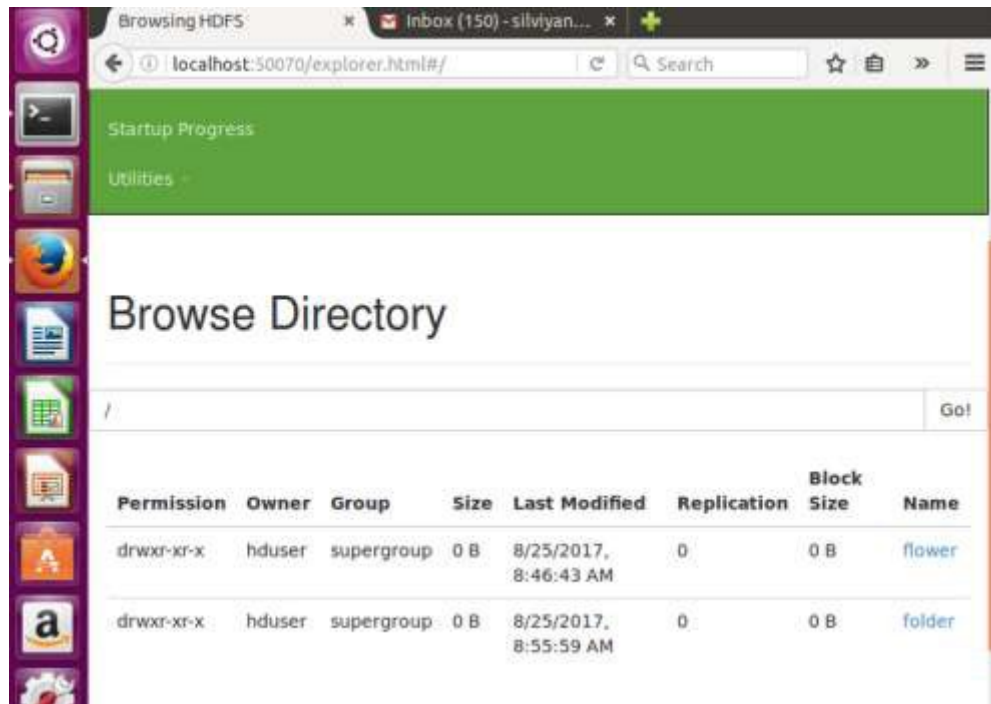 Browsing HDFS
Inbox (150) - silviyan...
localhost:50070/explorer.html#/
Search
Startup Progress
Utilities
Browse Directory
/
Go!
Permission Owner Group Size Last Modified Replication Block Size Name
drwxr-xr-x hduser supergroup 0 B 8/25/2017, 8:46:43 AM 0 0 B flower
drwxr-xr-x hduser supergroup 0 B 8/25/2017, 8:55:59 AM 0 0 B folder